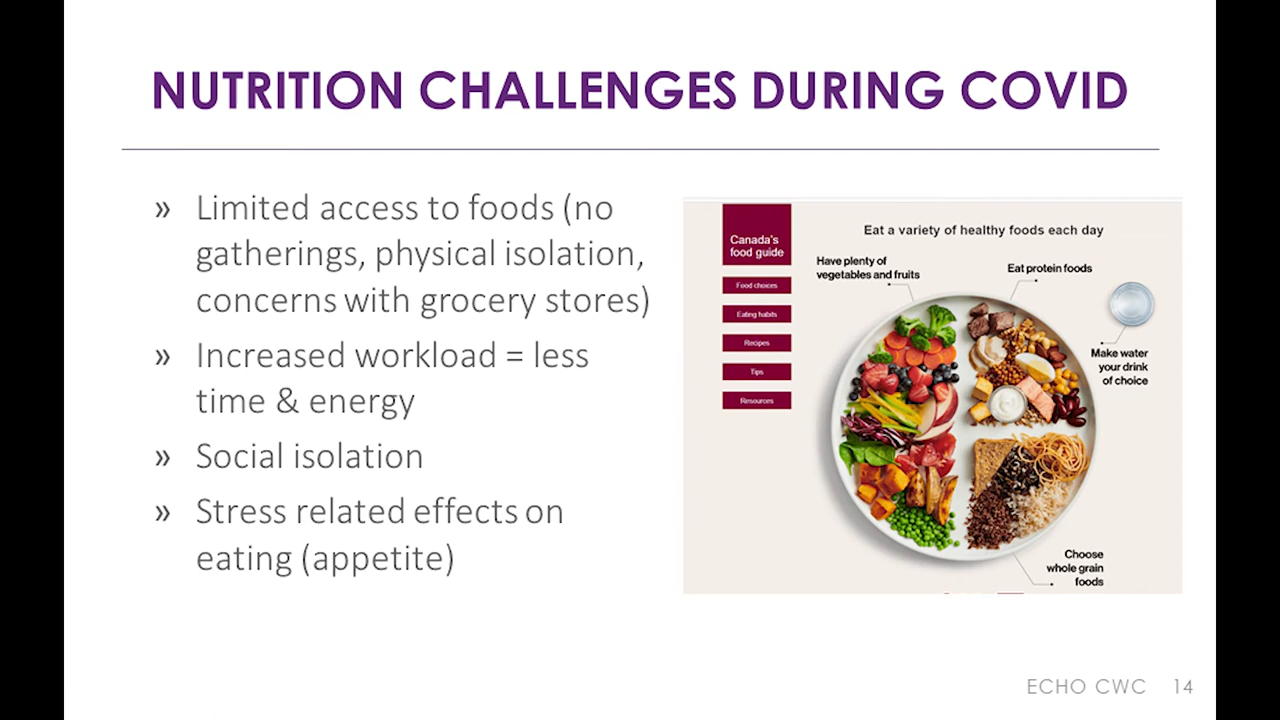 NUTRITION CHALLENGES DURING COVID
» Limited access to foods (no
gatherings, physical isolation,
concerns with grocery stores)
» Increased workload = less
time & energy
» Social isolation
» Stress related effects on
eating (appetite)
Canada's
food guide
Food choices
Eating habits
Recipes
Tips
Resources
Eat a variety of healthy foods each day
Have plenty of
vegetables and fruits
Eat protein foods
Make water
your drink
of choice
Choose
whole grain
foods
ECHO CWC 14